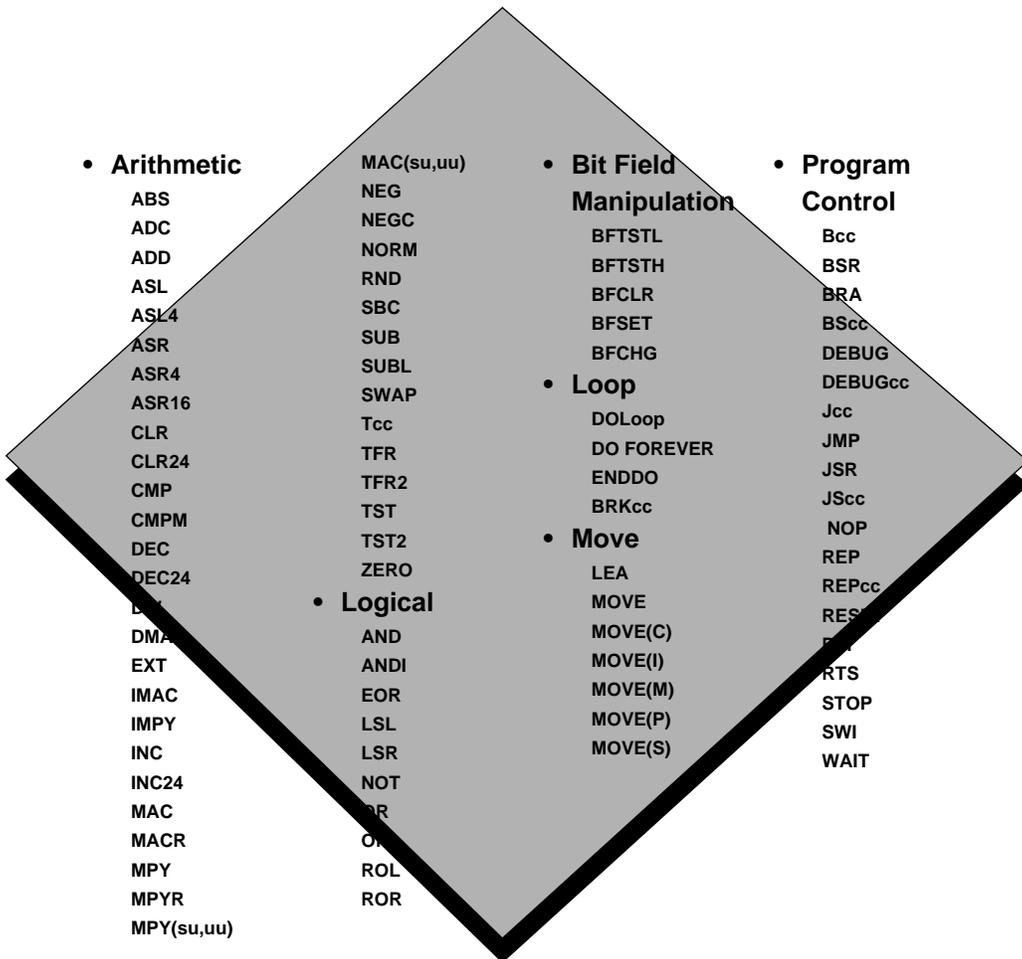 • Arithmetic
ABS
ADC
ADD
ASL
ASL4
ASR
ASR4
ASR16
CLR
CLR24
CMP
CMPM
DEC
DEC24
EXT
IMAC
IMPY
INC
INC24
MAC
MACR
MPY
MPYR
MPY(su,uu)
MAC(su,uu)
NEG
NEGC
NORM
RND
SBC
SUB
SUBL
SWAP
Tcc
TFR
TFR2
TST
TST2
ZERO
• Logical
AND
ANDI
EOR
LSL
LSR
NOT
OR
ROL
ROR
• Bit Field
Manipulation
BFTSTL
BFTSTH
BFCLR
BFSET
BFCHG
• Loop
DOLoop
DO FOREVER
ENDDO
BRKcc
• Move
LEA
MOVE
MOVE(C)
MOVE(I)
MOVE(M)
MOVE(P)
MOVE(S)
• Program
Control
Bcc
BSR
BRA
BScc
DEBUG
DEBUGcc
Jcc
JMP
JSR
JScc
NOP
REP
REPcc
RTS
STOP
SWI
WAIT